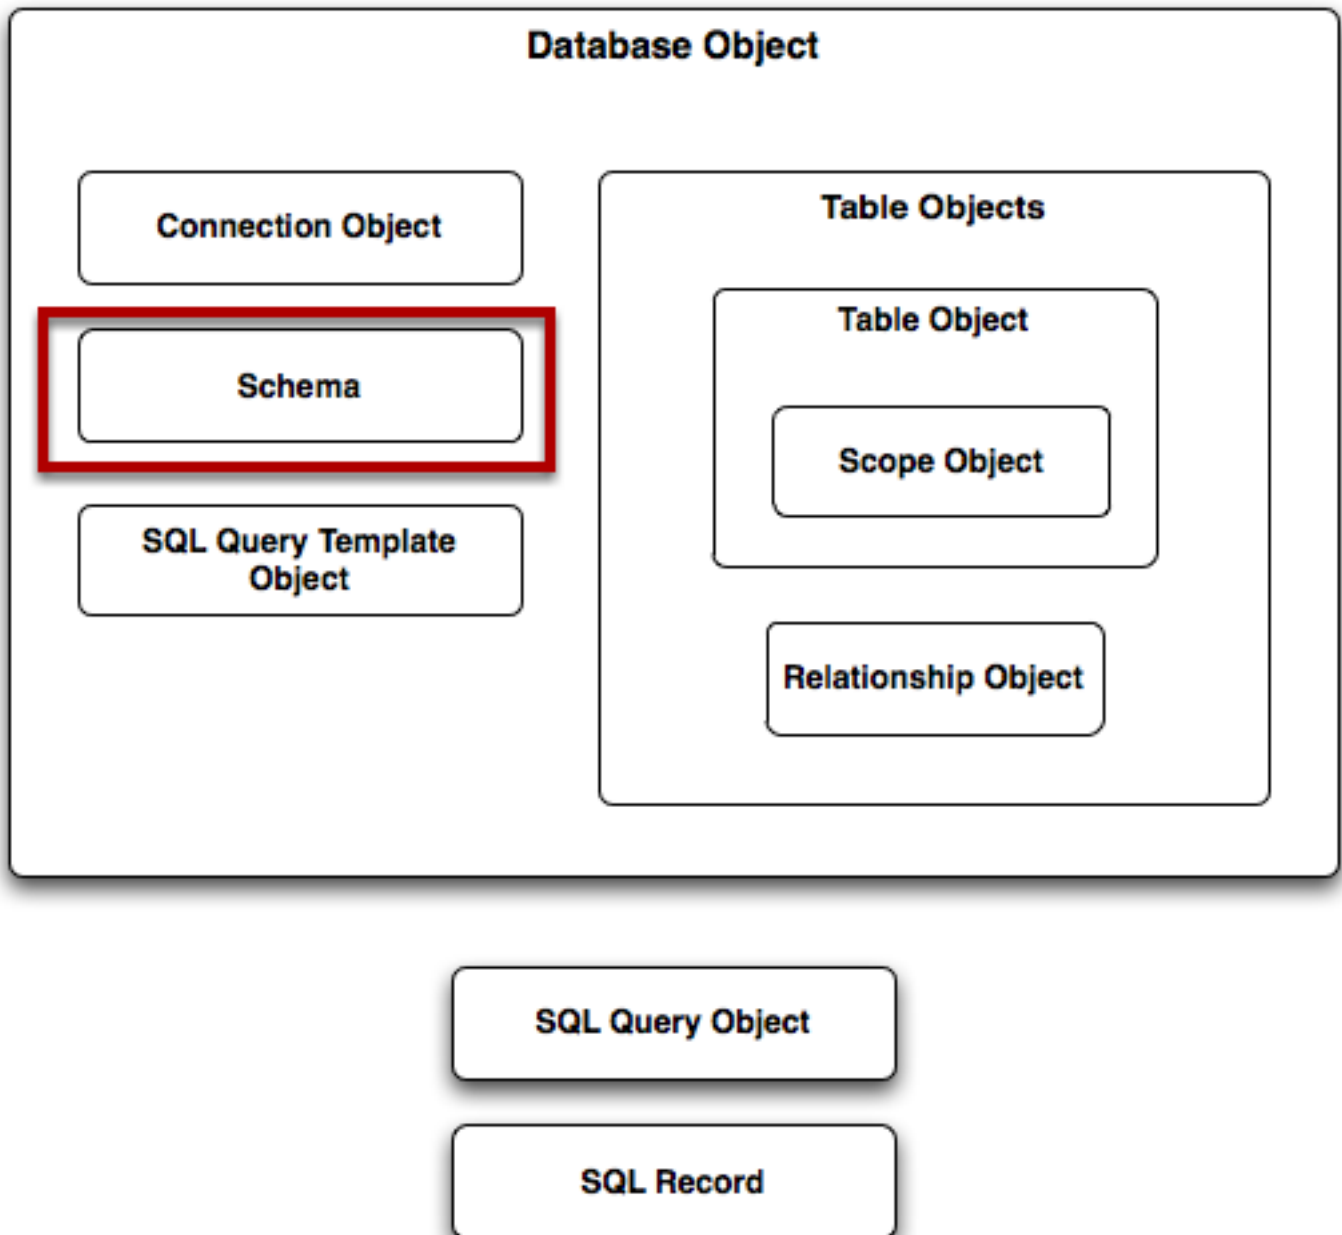 Database Object
Connection Object
Schema
SQL Query Template
Object
Table Objects
Table Object
Scope Object
Relationship Object
SQL Query Object
SQL Record